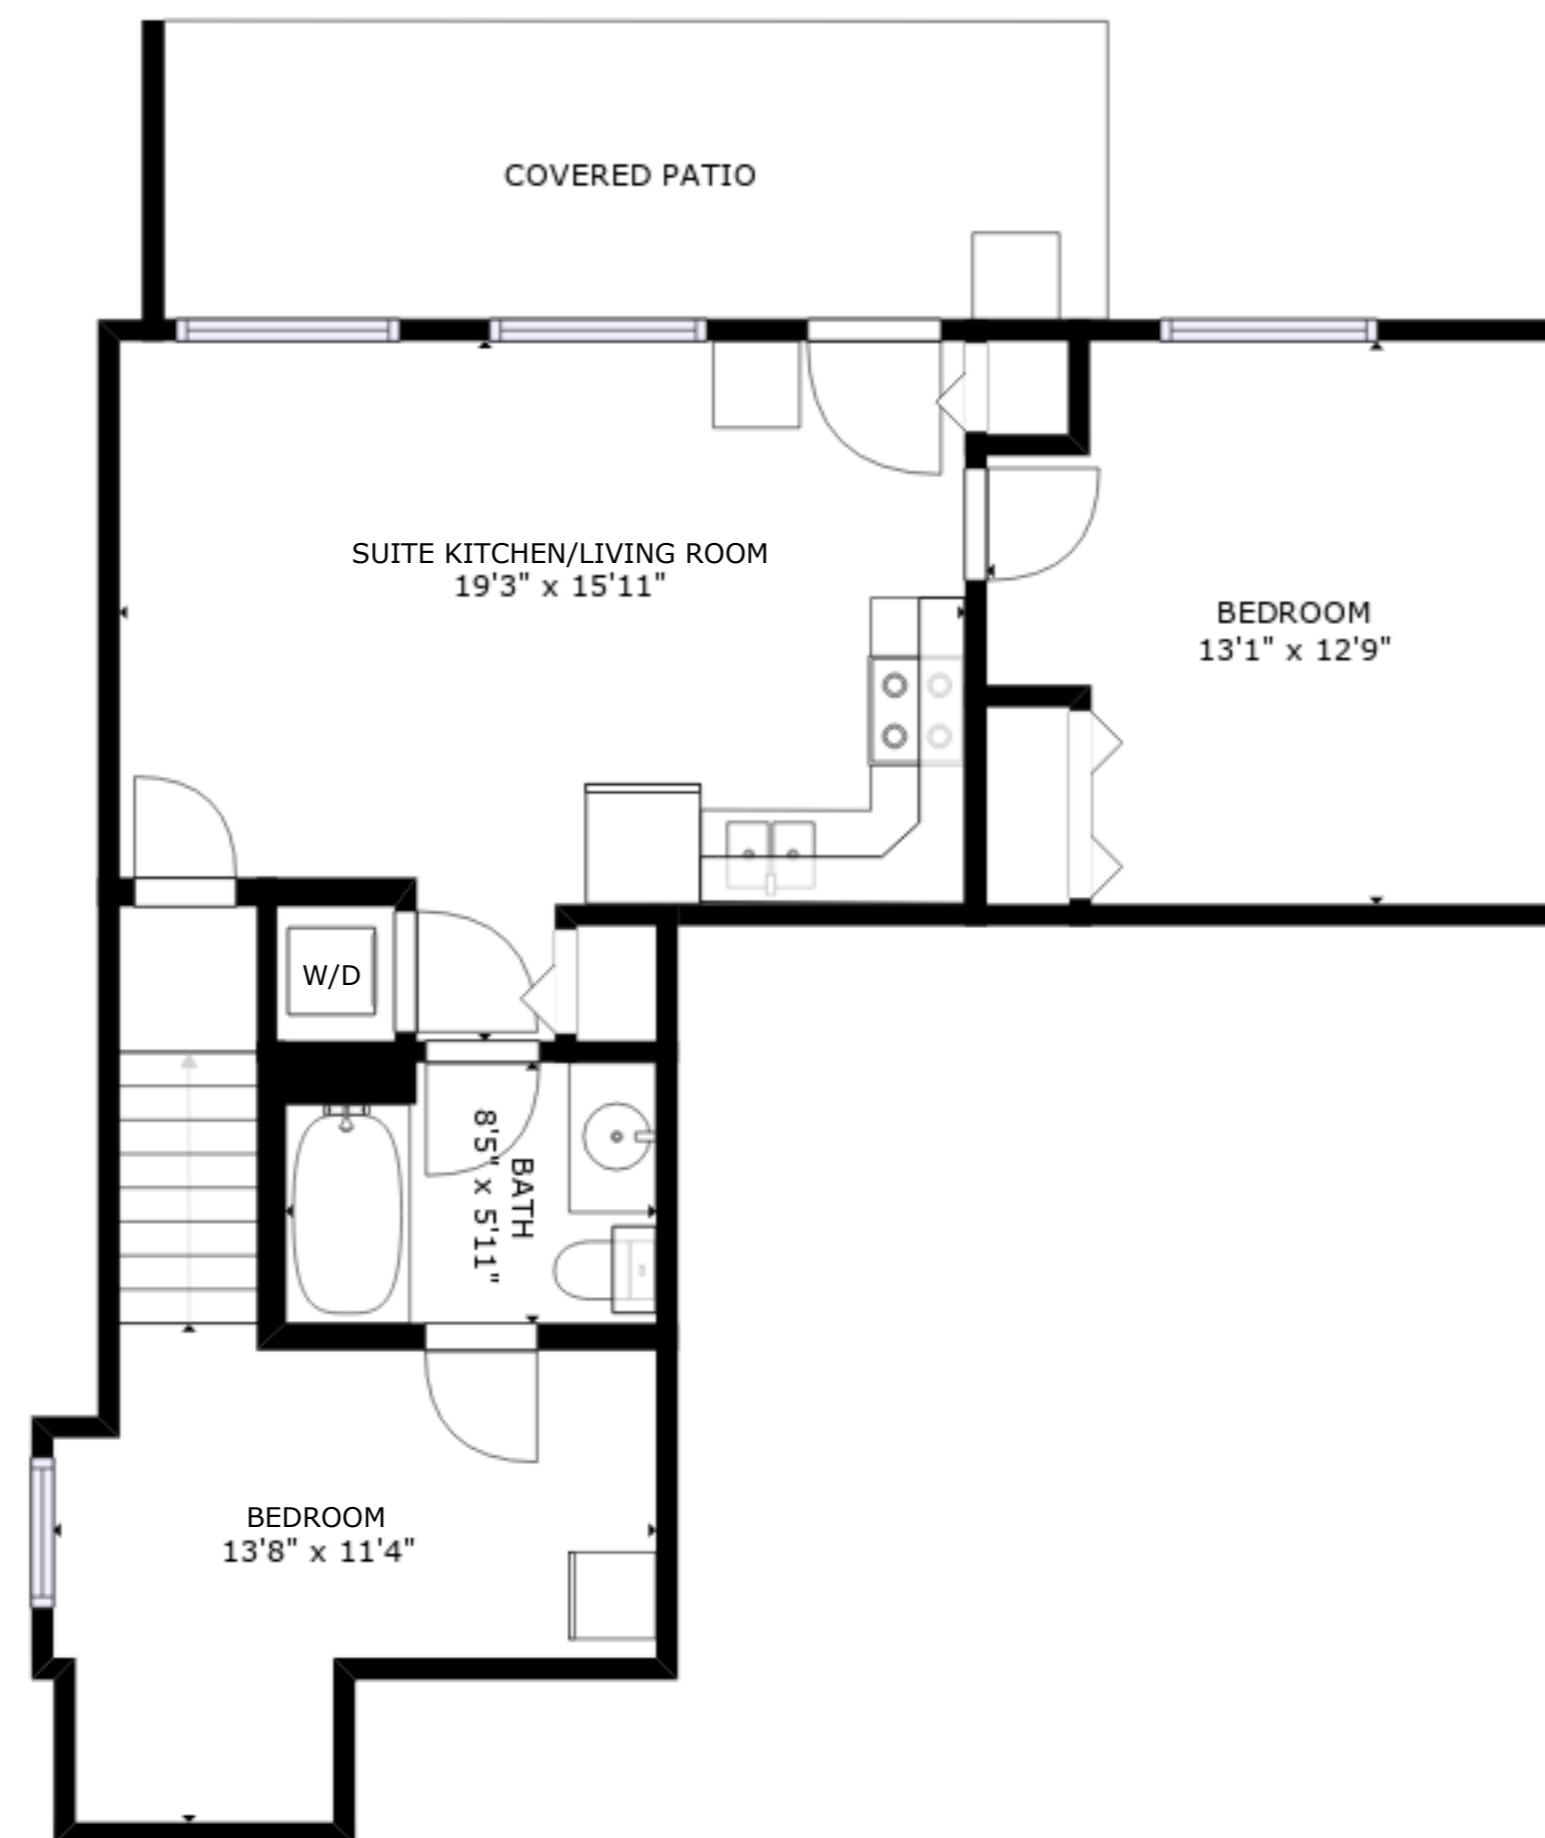 COVERED PATIO
SUITE KITCHEN/LIVING ROOM
19'3" x 15'11"
BEDROOM
13'1" x 12'9"
W/D
BATH
8'5" x 5'11"
BEDROOM
13'8" x 11'4"